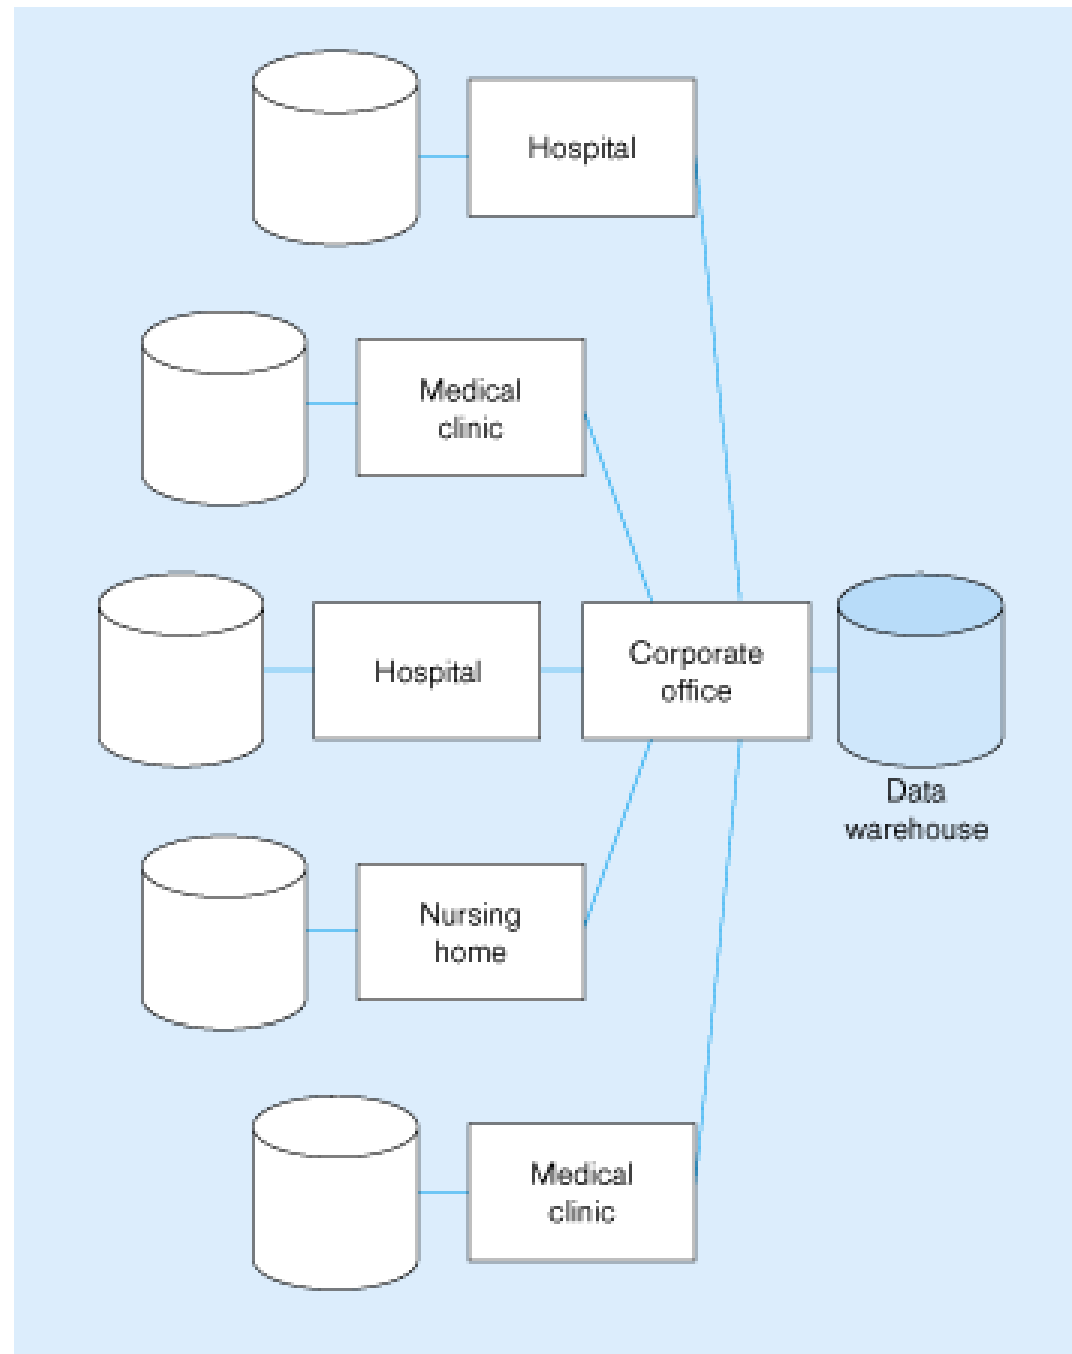 Hospital
Medical
clinic
Hospital
Corporate
office
Data
warehouse
Nursing
home
Medical
clinic